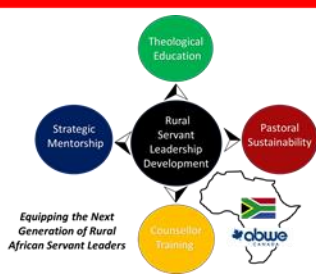 Theological
Education
Strategic
Mentorship
Rural
Servant
Leadership
Development
Pastoral
Sustainability
Counsellor
Training
Equipping the Next
Generation of Rural
African Servant Leaders
abwe
CANADA